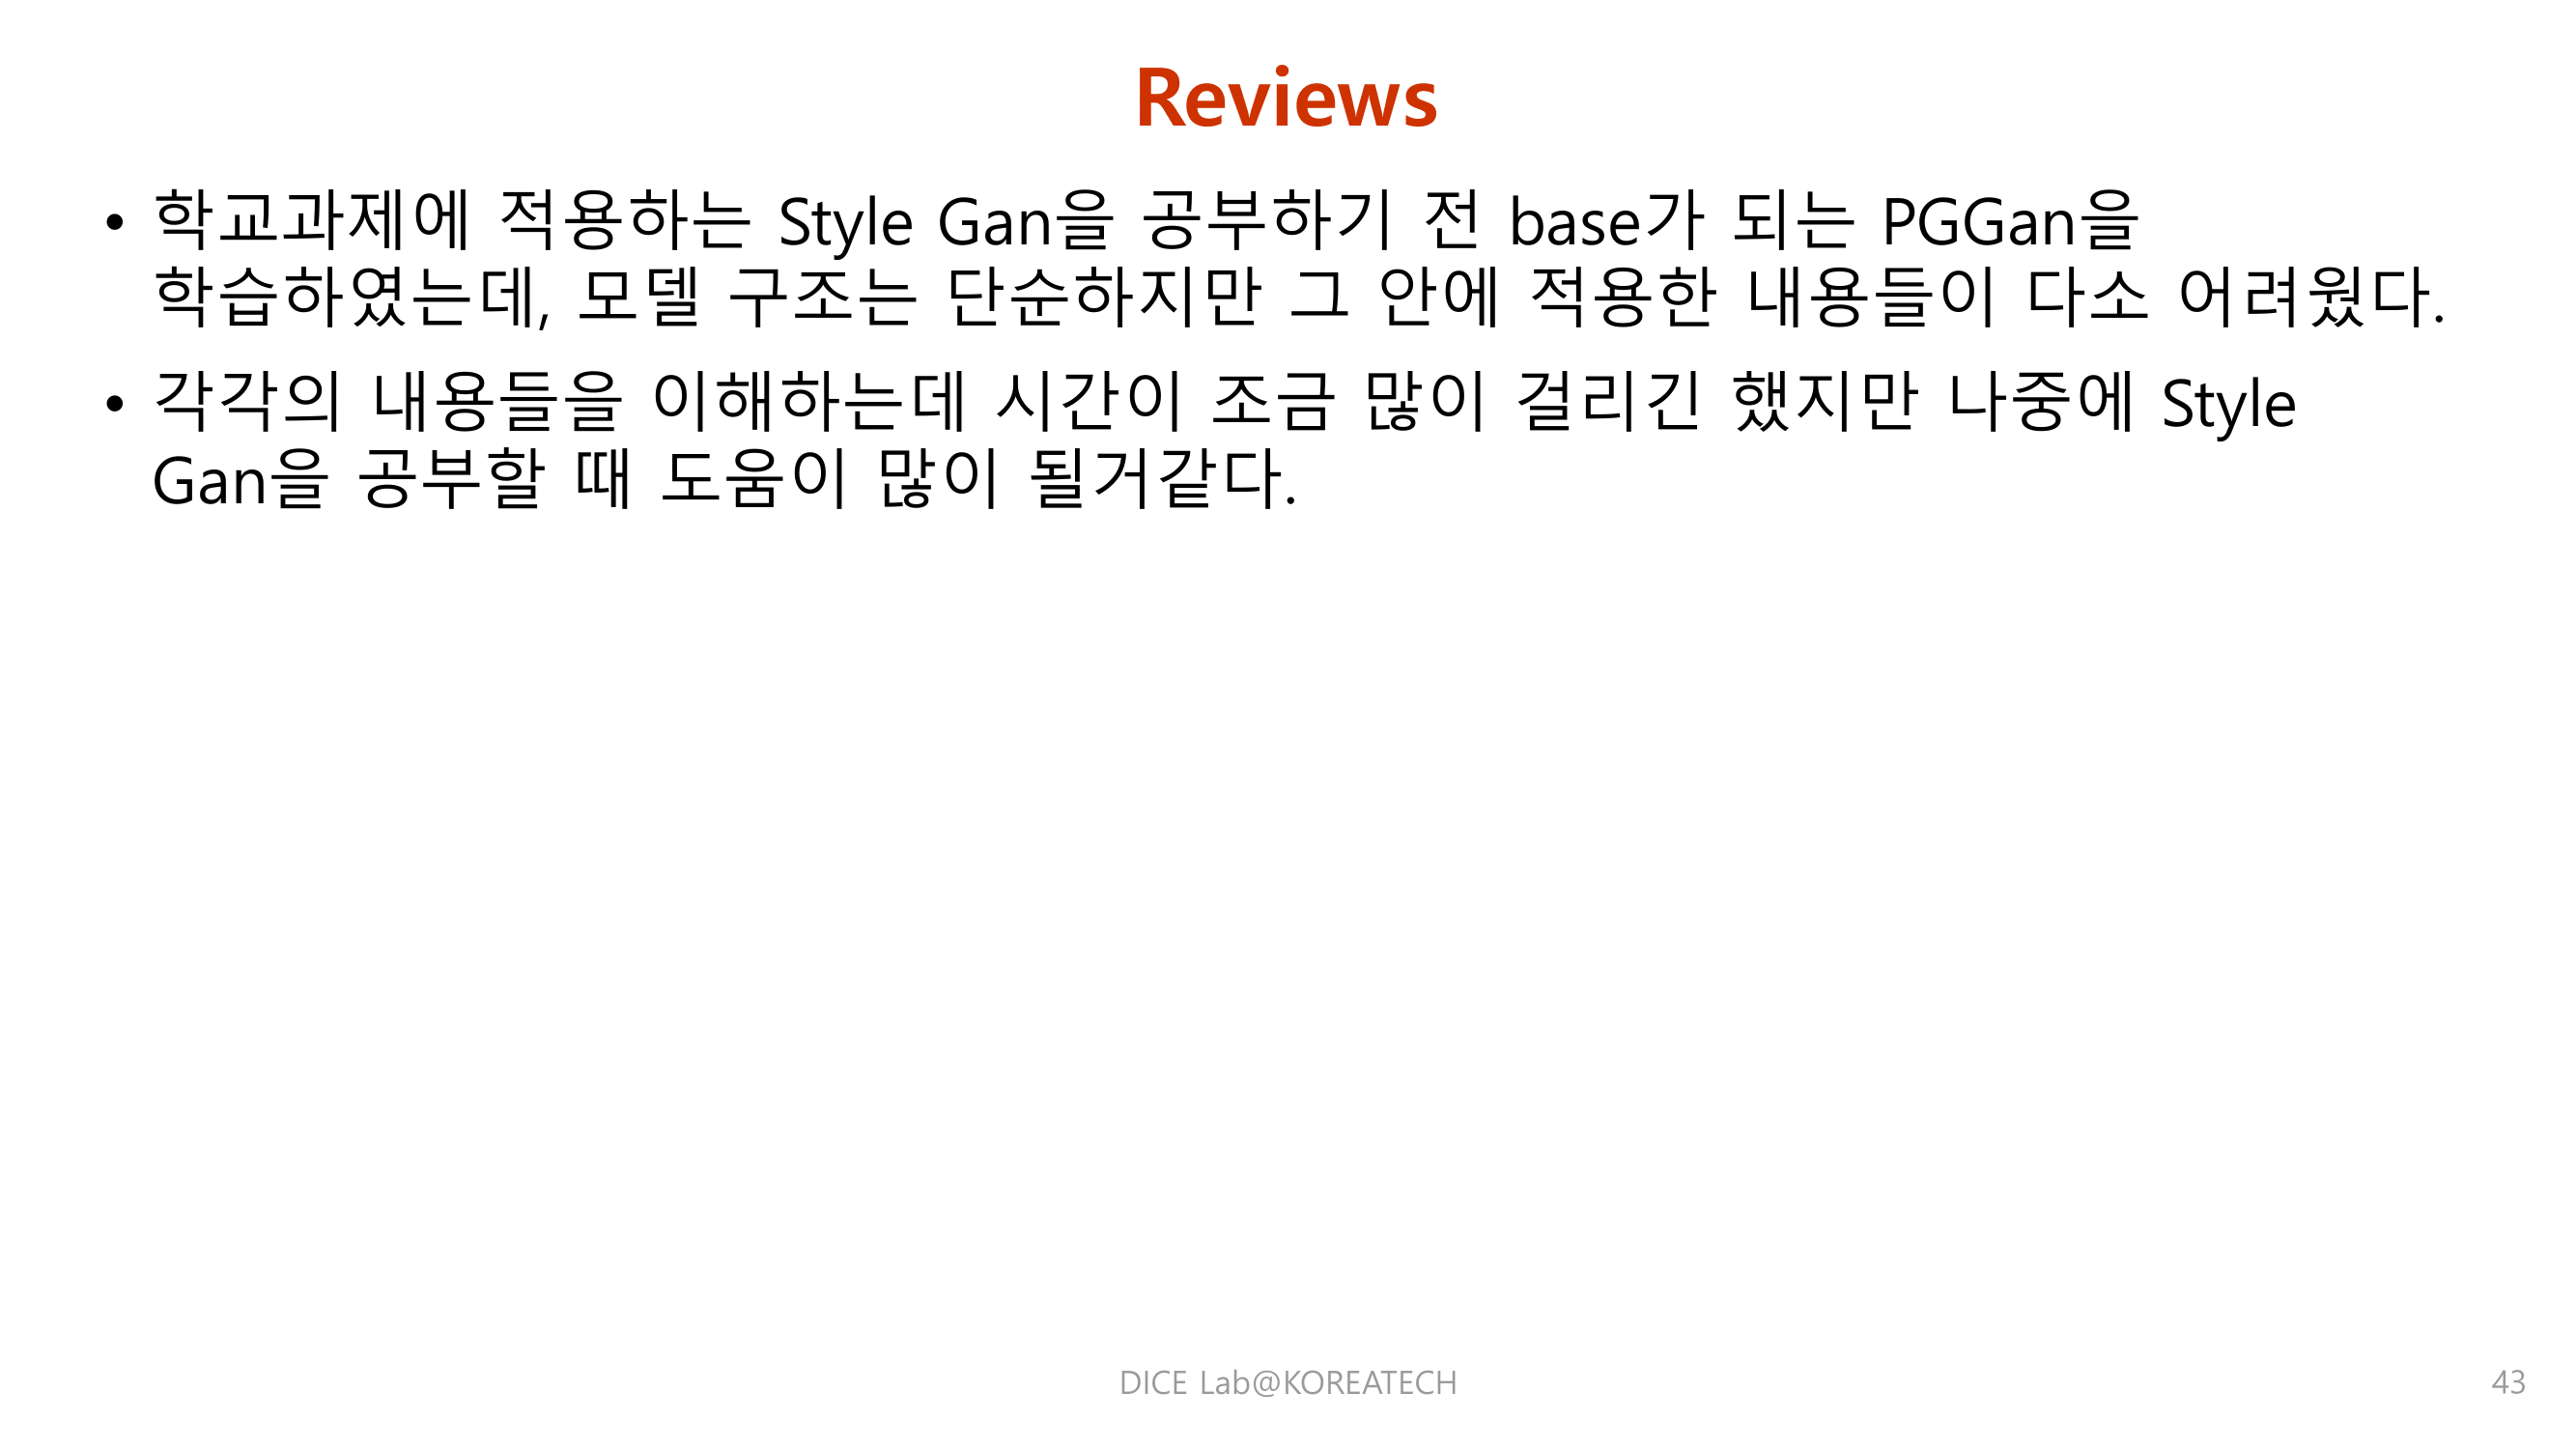 Reviews
• 학교과제에 적용하는 Style Gan을 공부하기 전 base가 되는 PGGan을
학습하였는데, 모델 구조는 단순하지만 그 안에 적용한 내용들이 다소 어려웠다.
• 각각의 내용들을 이해하는데 시간이 조금 많이 걸리긴 했지만 나중에 Style
Gan을 공부할 때 도움이 많이 될거같다.
DICE Lab@KOREATECH
43